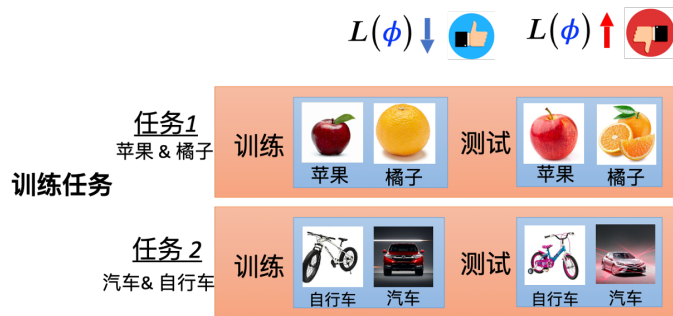 L(ϕ) L(ϕ)
任务1
苹果 & 橘子
训练 测试
苹果 橘子 苹果 橘子
训练任务
任务 2
汽车& 自行车
训练 测试
自行车 汽车 自行车 汽车